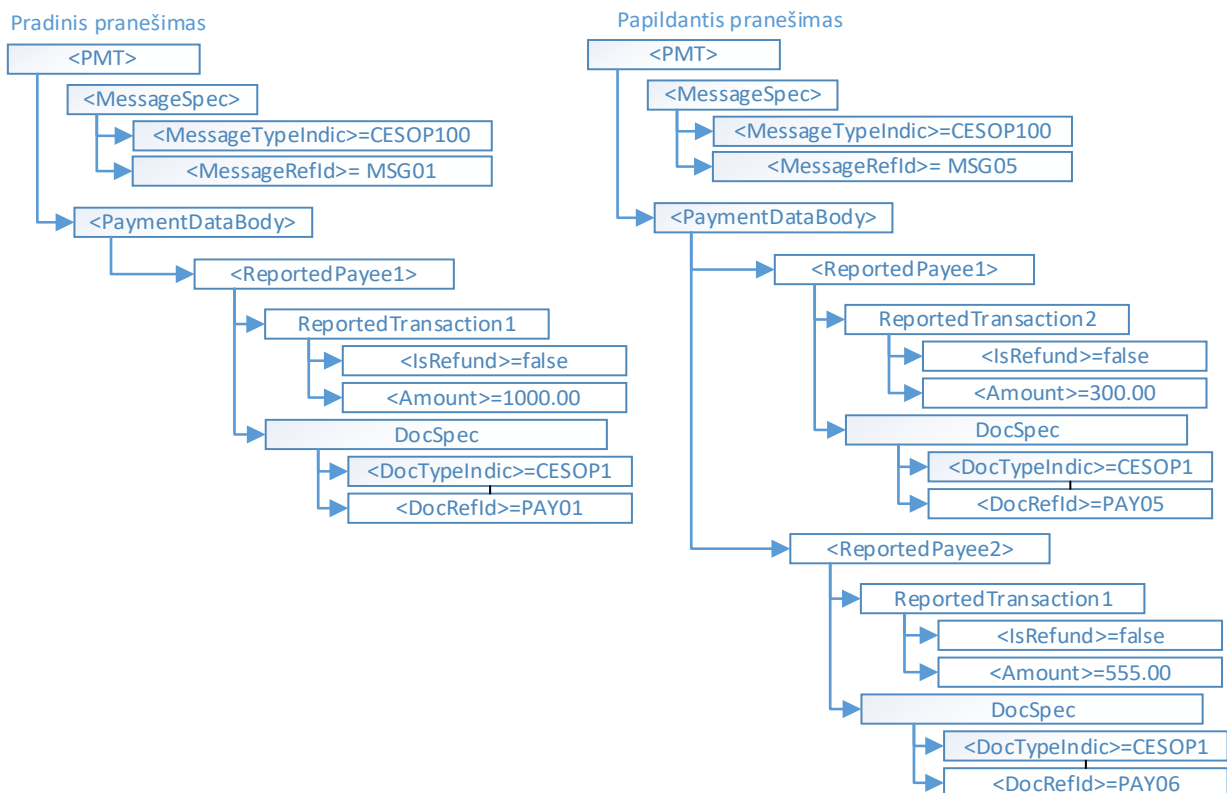 Pradinis pranešimas
<PMT>
<MessageSpec>
<MessageTypeIndic>=CESOP100
<MessageRefId>= MSG01
<PaymentDataBody>
<ReportedPayee1>
ReportedTransaction1
<IsRefund>=false
<Amount>=1000.00
DocSpec
<DocTypeIndic>=CESOP1
<DocRefId>=PAY01
Papildantis pranešimas
<PMT>
<MessageSpec>
<MessageTypeIndic>=CESOP100
<MessageRefId>= MSG05
<PaymentDataBody>
<ReportedPayee1>
ReportedTransaction2
<IsRefund>=false
<Amount>=300.00
DocSpec
<DocTypeIndic>=CESOP1
<DocRefId>=PAY05
<ReportedPayee2>
ReportedTransaction1
<IsRefund>=false
<Amount>=555.00
DocSpec
<DocTypeIndic>=CESOP1
<DocRefId>=PAY06